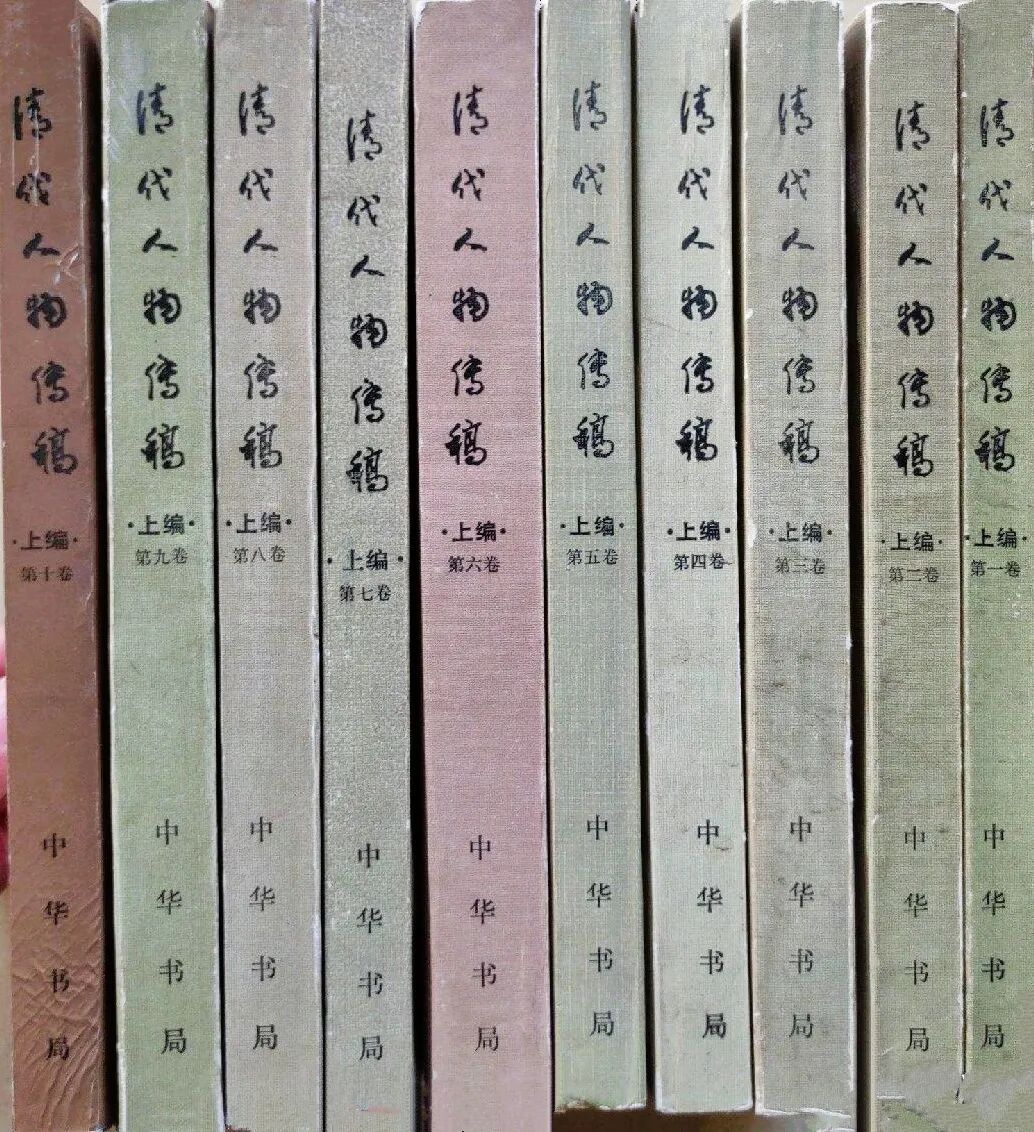 清代人物传稿
·上编·
第十卷
中华书局
清代人物传稿
·上编·
第九卷
中华书局
清代人物传稿
·上编·
第八卷
中华书局
清代人物传稿
·上编·
第七卷
中华书局
清代人物传稿
·上编·
第六卷
中华书局
清代人物传稿
·上编·
第五卷
中华书局
清代人物传稿
·上编·
第四卷
中华书局
清代人物传稿
·上编·
第三卷
中华书局
清代人物传稿
·上编·
第二卷
中华书局
清代人物传稿
·上编·
第一卷
中华书局